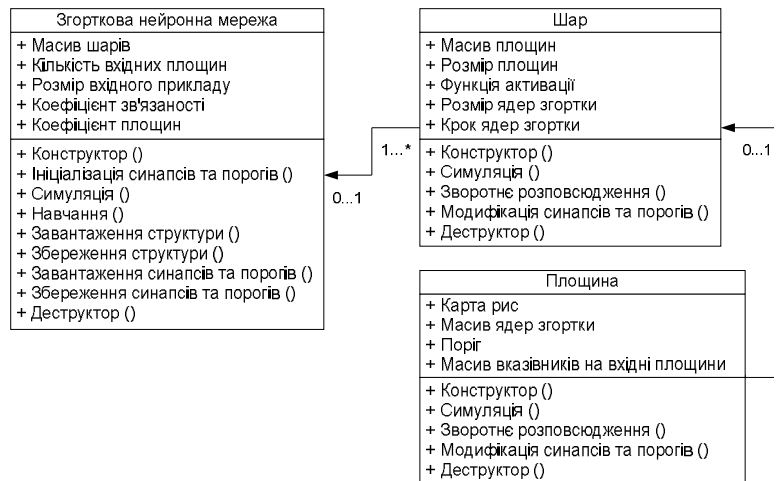 Згорткова нейронна мережа
+ Масив шарів
+ Кількість вхідних площин
+ Розмір вхідного прикладу
+ Коефіцієнт зв'язаності
+ Коефіцієнт площин
+ Конструктор ()
+ Ініціалізація синапсів та порогів ()
+ Симуляція ()
+ Навчання ()
+ Завантаження структури ()
+ Збереження структури ()
+ Завантаження синапсів та порогів ()
+ Збереження синапсів та порогів ()
+ Деструктор ()
1...*
0...1
Шар
+ Масив площин
+ Розмір площин
+ Функція активації
+ Розмір ядер згортки
+ Крок ядер згортки
+ Конструктор ()
+ Симуляція ()
+ Зворотнє розповсюдження ()
+ Модифікація синапсів та порогів ()
+ Деструктор ()
0...1
Площина
+ Карта рис
+ Масив ядер згортки
+ Поріг
+ Масив вказівників на вхідні площини
+ Конструктор ()
+ Симуляція ()
+ Зворотнє розповсюдження ()
+ Модифікація синапсів та порогів ()
+ Деструктор ()